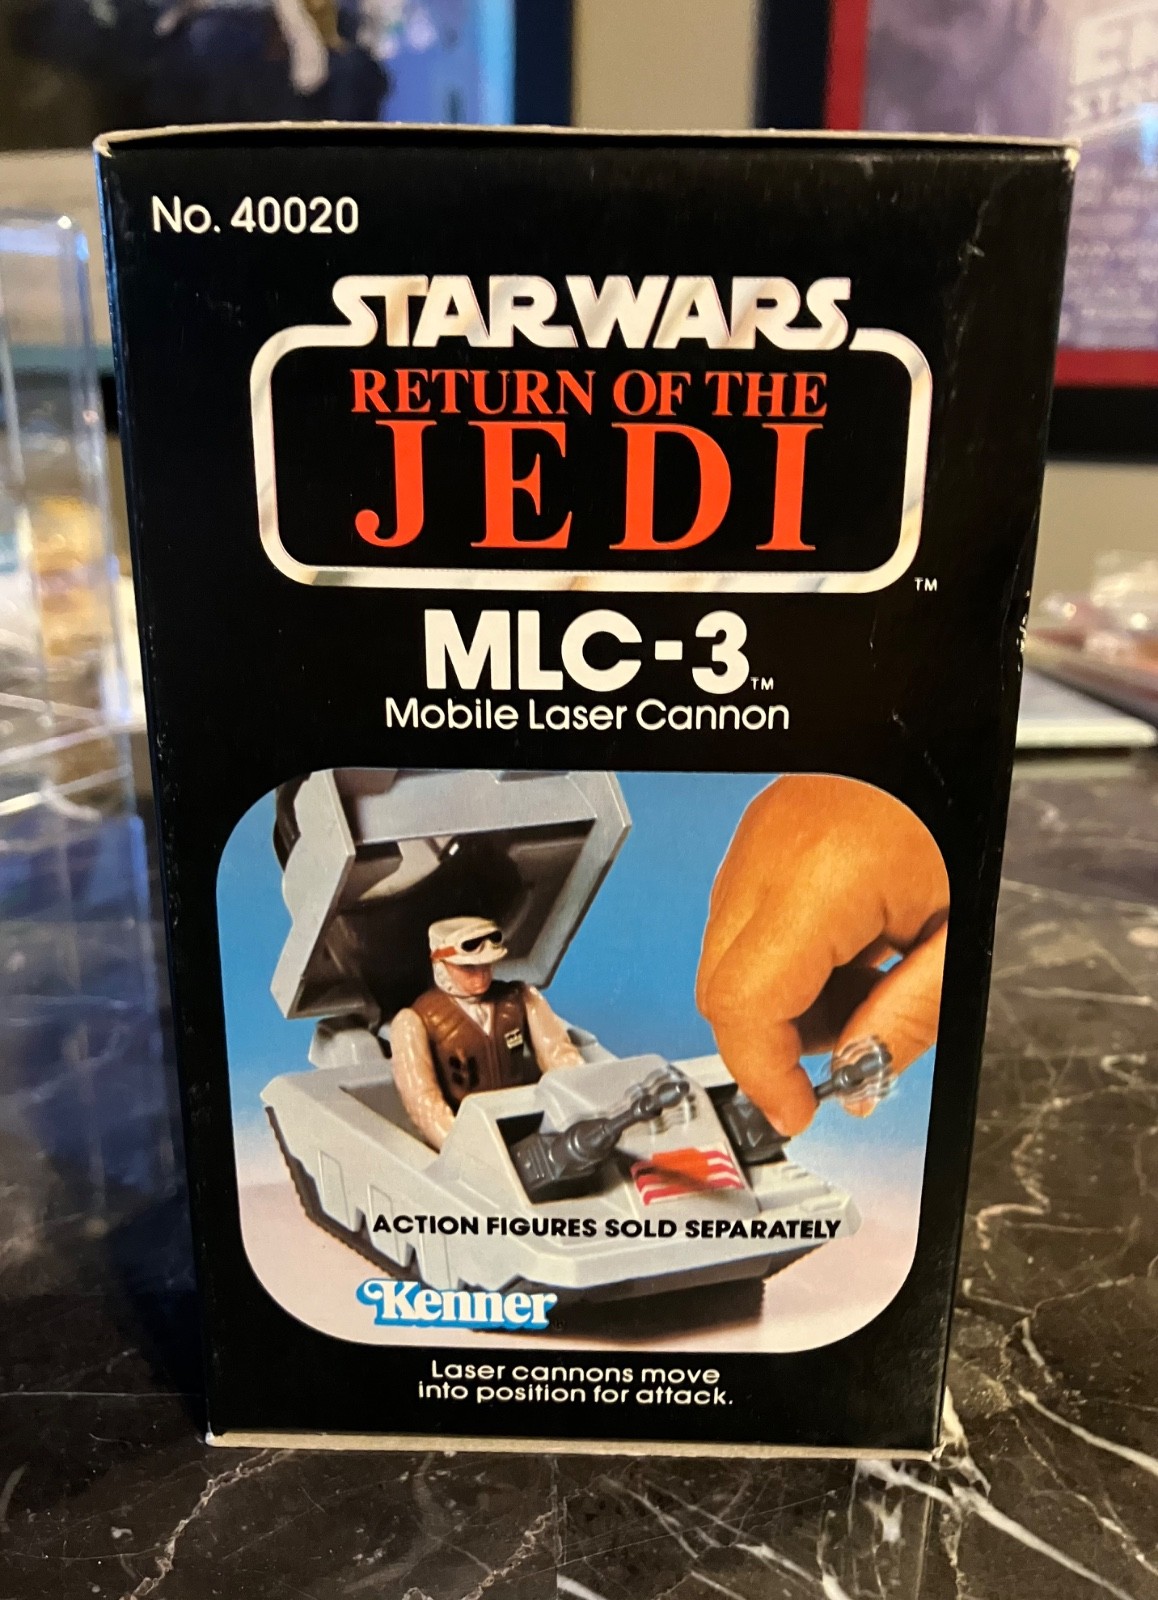 No. 40020
STAR WARS
RETURN OF THE
JEDI
TM
MLC-3 TM
Mobile Laser Cannon
ACTION FIGURES SOLD SEPARATELY
Kenner
Laser cannons move
into position for attack.